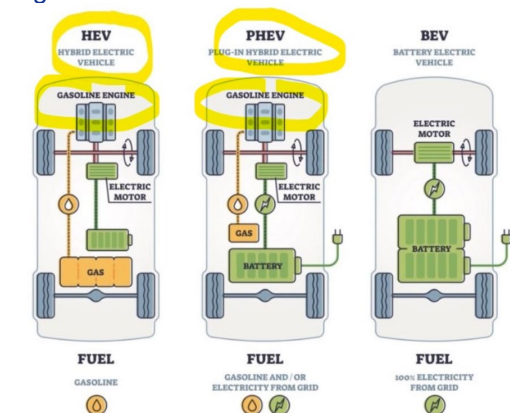 HEV
HYBRID ELECTRIC
VEHICLE
GASOLINE ENGINE
ELECTRIC
MOTOR
GAS
FUEL
GASOLINE
PHEV
PLUG-IN HYBRID ELECTRIC
VEHICLE
GASOLINE ENGINE
ELECTRIC
MOTOR
GAS
BATTERY
FUEL
GASOLINE AND / OR
ELECTRICITY FROM GRID
BEV
BATTERY ELECTRIC
VEHICLE
ELECTRIC
MOTOR
BATTERY
FUEL
100% ELECTRICITY
FROM GRID